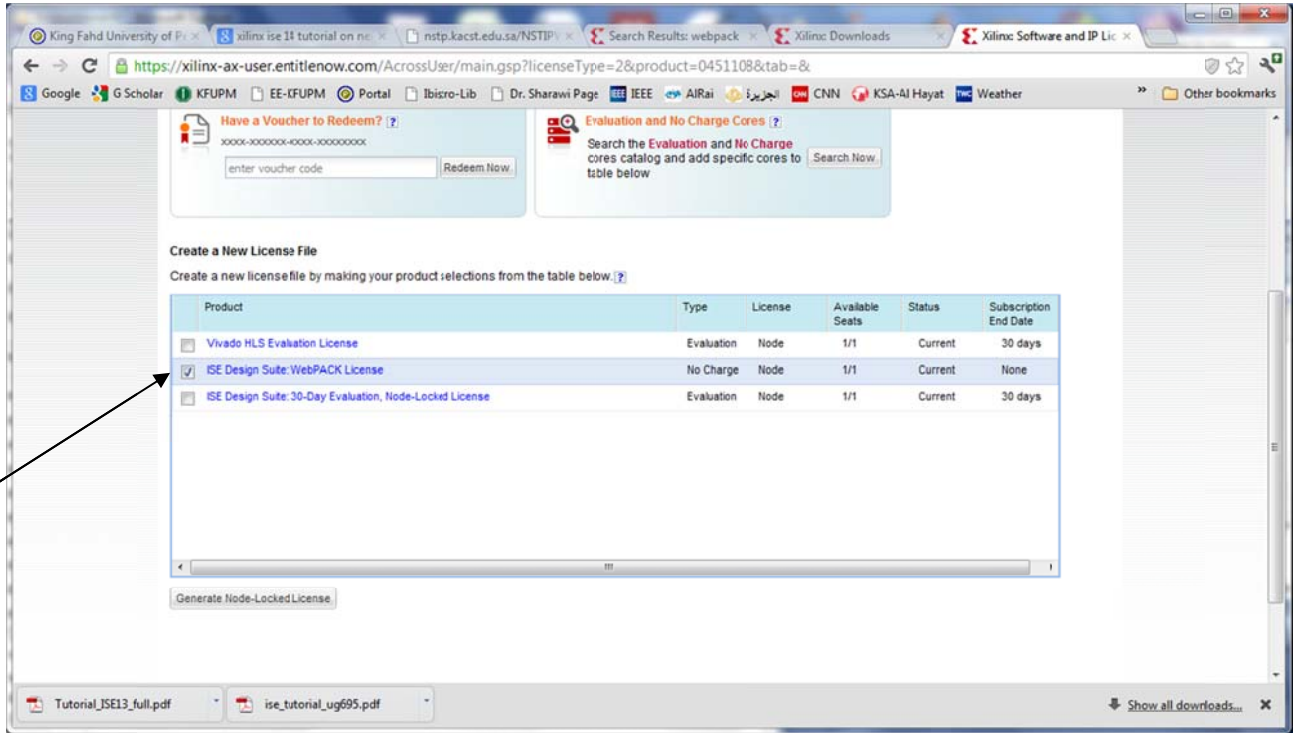 King Fahd University of P
xilinx ise 14 tutorial on ne
nstp.kacst.edu.sa/NSTIP
Search Results: webpack
Xilinx Downloads
Xilinx Software and IP Lic
https://xilinx-ax-user.entitlenow.com/AcrossUser/main.gsp?licenseType=2&product=0451108&tab=&
Google G Scholar KFUPM EE-KFUPM Portal Ibisro-Lib Dr. Sharawi Page IEEE AlRai الجزيرة CNN KSA-Al Hayat Weather » Other bookmarks
Have a Voucher to Redeem? ?
xxxx-xxxxxx-xxxx-xxxxxxxx
enter voucher code Redeem Now
Evaluation and No Charge Cores ?
Search the Evaluation and No Charge
cores catalog and add specific cores to
table below
Search Now
Create a New License File
Create a new license file by making your product selections from the table below. ?
Product Type License Available Seats Status Subscription End Date
Vivado HLS Evaluation License Evaluation Node 1/1 Current 30 days
ISE Design Suite: WebPACK License No Charge Node 1/1 Current None
ISE Design Suite: 30-Day Evaluation, Node-Locked License Evaluation Node 1/1 Current 30 days
Generate Node-Locked License
Tutorial_ISE13_full.pdf
ise_tutorial_ug695.pdf
Show all downloads...